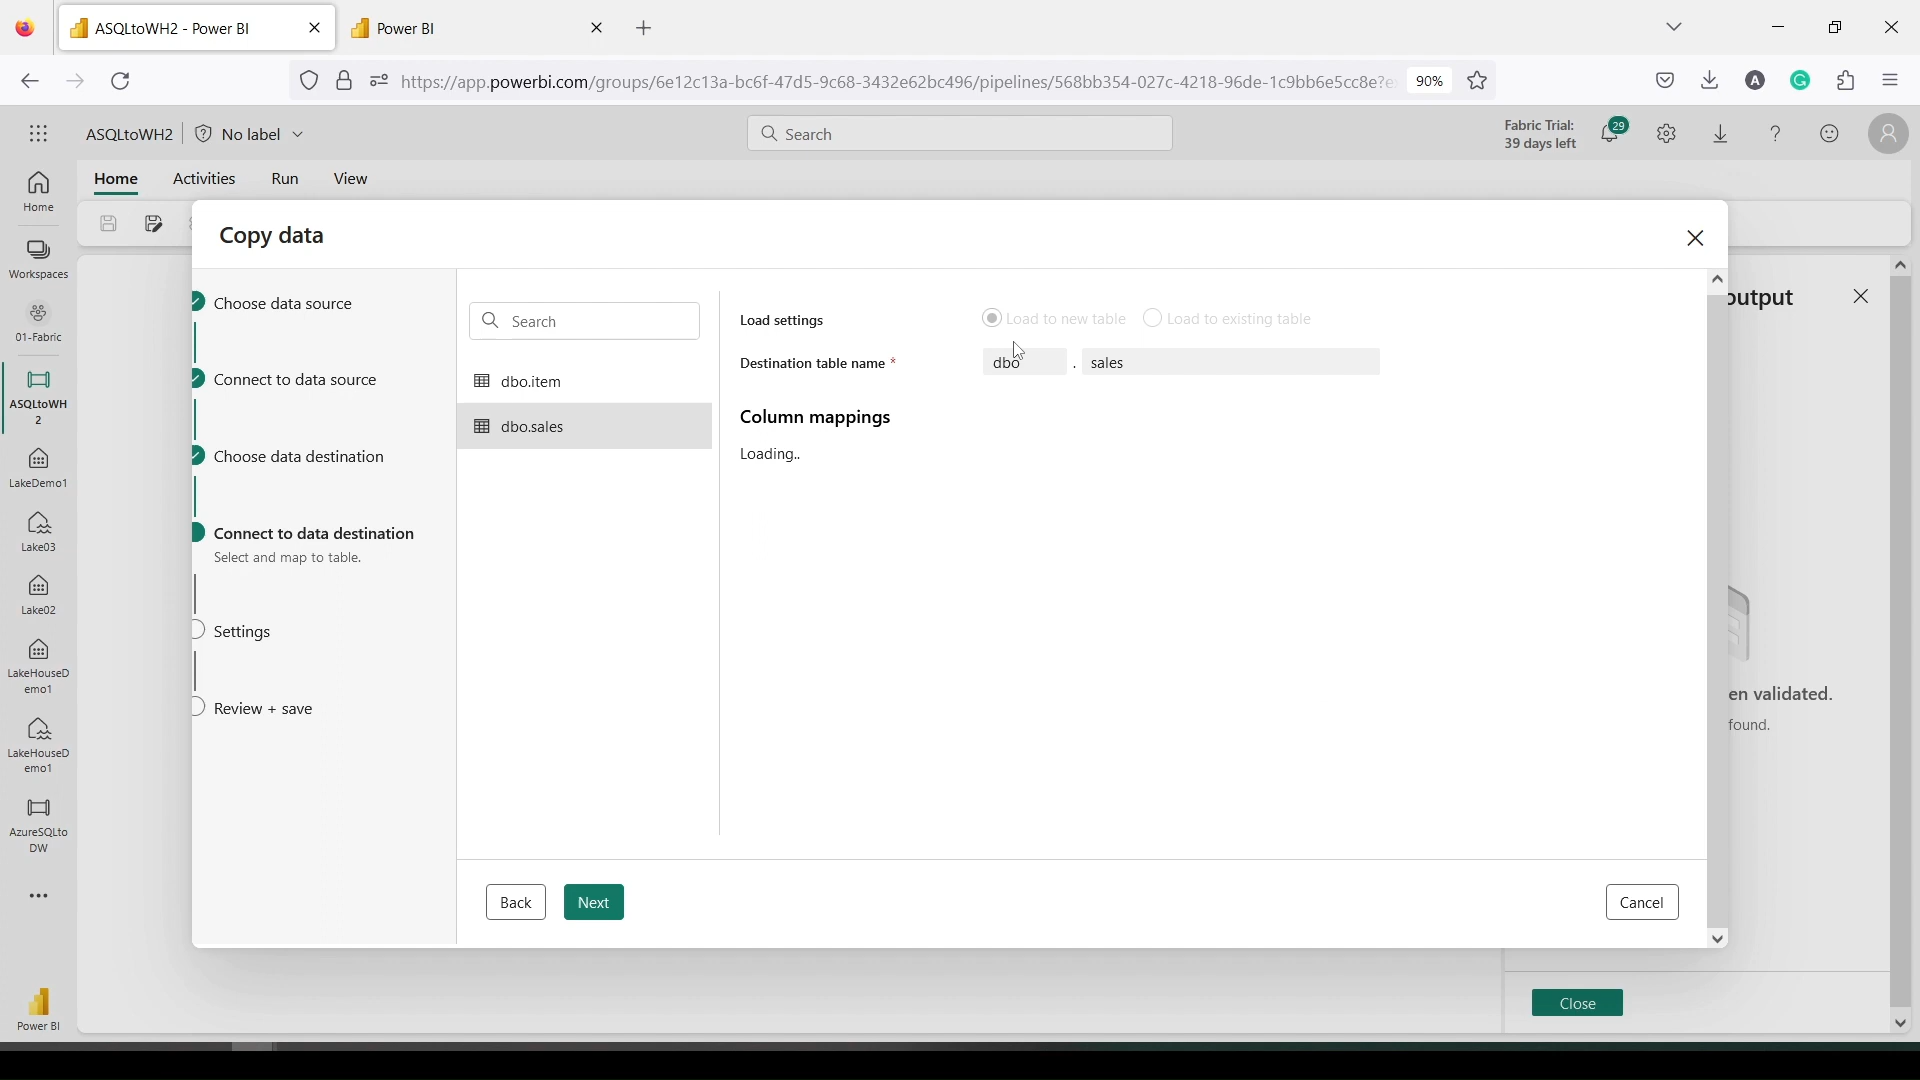 ASQLtoWH2 - Power BI
Power BI
https://app.powerbi.com/groups/6e12c13a-bc6f-47d5-9c68-3432e62bc496/pipelines/568bb354-027c-4218-96de-1c9bb6e5cc8e?e
90%
A
ASQLtoWH2
No label
Search
Fabric Trial:
39 days left
29
Home
Activities
Run
View
Home
Workspaces
01-Fabric
ASQLtoWH
2
LakeDemo1
Lake03
Lake02
LakeHouseD
emo1
LakeHouseD
emo1
AzureSQLto
DW
Power BI
Copy data
Choose data source
Connect to data source
Choose data destination
Connect to data destination
Select and map to table.
Settings
Review + save
Search
dbo.item
dbo.sales
Load settings
Load to new table
Load to existing table
Destination table name *
dbo . sales
Column mappings
Loading..
Back
Next
Cancel
output
en validated.
found.
Close